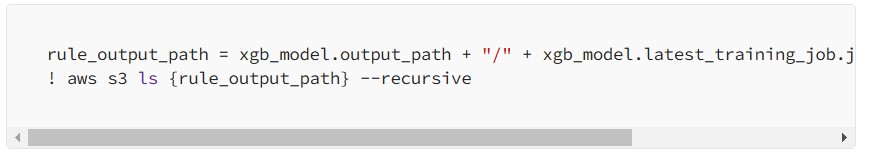 rule_output_path = xgb_model.output_path + "/" + xgb_model.latest_training_job.j
! aws s3 ls {rule_output_path} --recursive